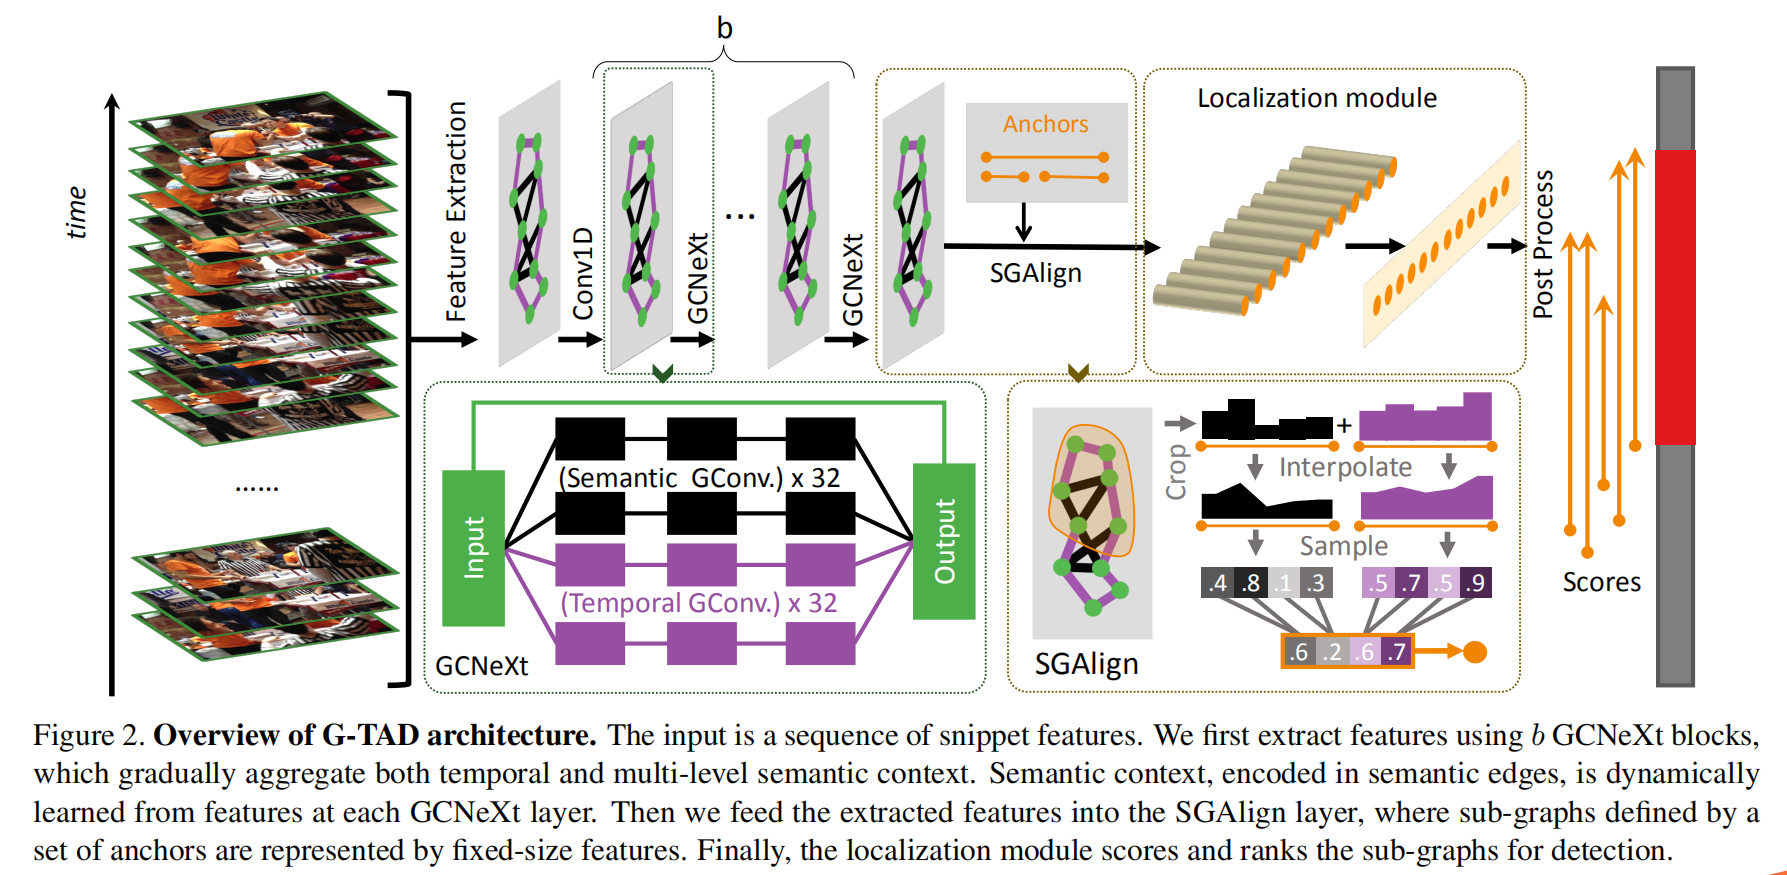 b
time
Feature Extraction
Conv1D
GCNeXt
...
GCNeXt
Anchors
SGAlign
Localization module
Post Process
Scores
......
Input
(Semantic GConv.) x 32
(Temporal GConv.) x 32
Output
GCNeXt
SGAlign
Crop
+
Interpolate
Sample
.4 .8 .1 .3 .5 .7 .5 .9
.6 .2 .6 .7
Figure 2. Overview of G-TAD architecture. The input is a sequence of snippet features. We first extract features using b GCNeXt blocks,
which gradually aggregate both temporal and multi-level semantic context. Semantic context, encoded in semantic edges, is dynamically
learned from features at each GCNeXt layer. Then we feed the extracted features into the SGAlign layer, where sub-graphs defined by a
set of anchors are represented by fixed-size features. Finally, the localization module scores and ranks the sub-graphs for detection.